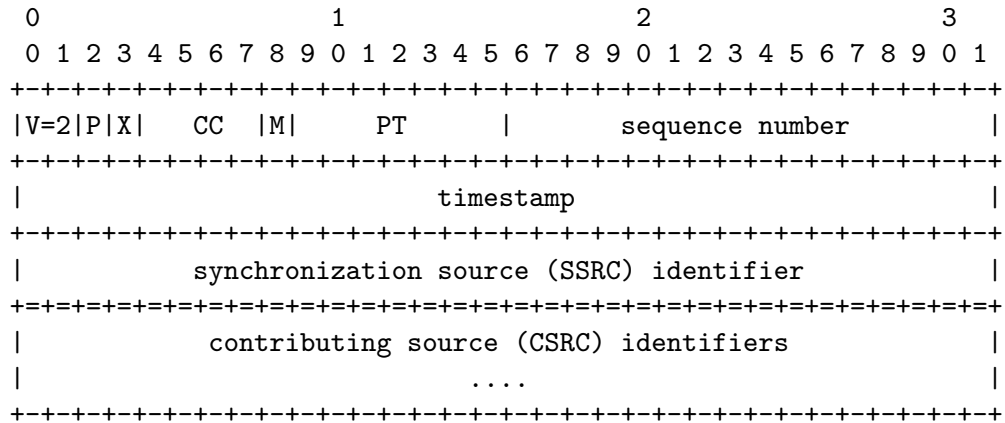 0                   1                   2                   3
0 1 2 3 4 5 6 7 8 9 0 1 2 3 4 5 6 7 8 9 0 1 2 3 4 5 6 7 8 9 0 1
+-+-+-+-+-+-+-+-+-+-+-+-+-+-+-+-+-+-+-+-+-+-+-+-+-+-+-+-+-+-+-+-+
|V=2|P|X|  CC   |M|     PT      |       sequence number         |
+-+-+-+-+-+-+-+-+-+-+-+-+-+-+-+-+-+-+-+-+-+-+-+-+-+-+-+-+-+-+-+-+
|                           timestamp                           |
+-+-+-+-+-+-+-+-+-+-+-+-+-+-+-+-+-+-+-+-+-+-+-+-+-+-+-+-+-+-+-+-+
|           synchronization source (SSRC) identifier            |
+=+=+=+=+=+=+=+=+=+=+=+=+=+=+=+=+=+=+=+=+=+=+=+=+=+=+=+=+=+=+=+=+
|            contributing source (CSRC) identifiers             |
|                             ....                              |
+-+-+-+-+-+-+-+-+-+-+-+-+-+-+-+-+-+-+-+-+-+-+-+-+-+-+-+-+-+-+-+-+